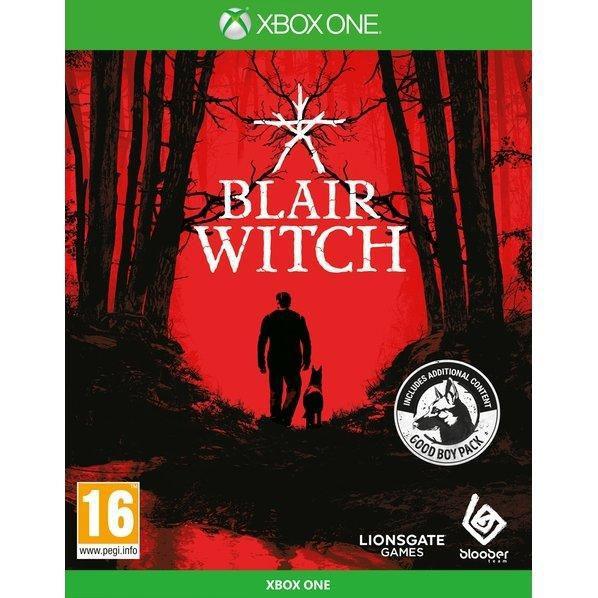 XBOX ONE
BLAIR
WITCH
INCLUDES ADDITIONAL CONTENT
GOOD BOY PACK
16
www.pegi.info
LIONSGATE
GAMES
bloober
team
XBOX ONE